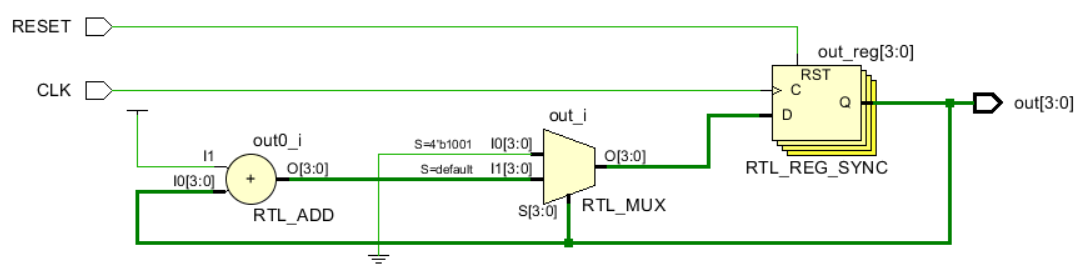 RESET
out_reg[3:0]
RST
CLK
C
Q
D
out[3:0]
RTL_REG_SYNC
out_i
S=4'b1001
I0[3:0]
O[3:0]
S=default
I1[3:0]
S[3:0]
RTL_MUX
out0_i
I1
O[3:0]
I0[3:0]
+
RTL_ADD